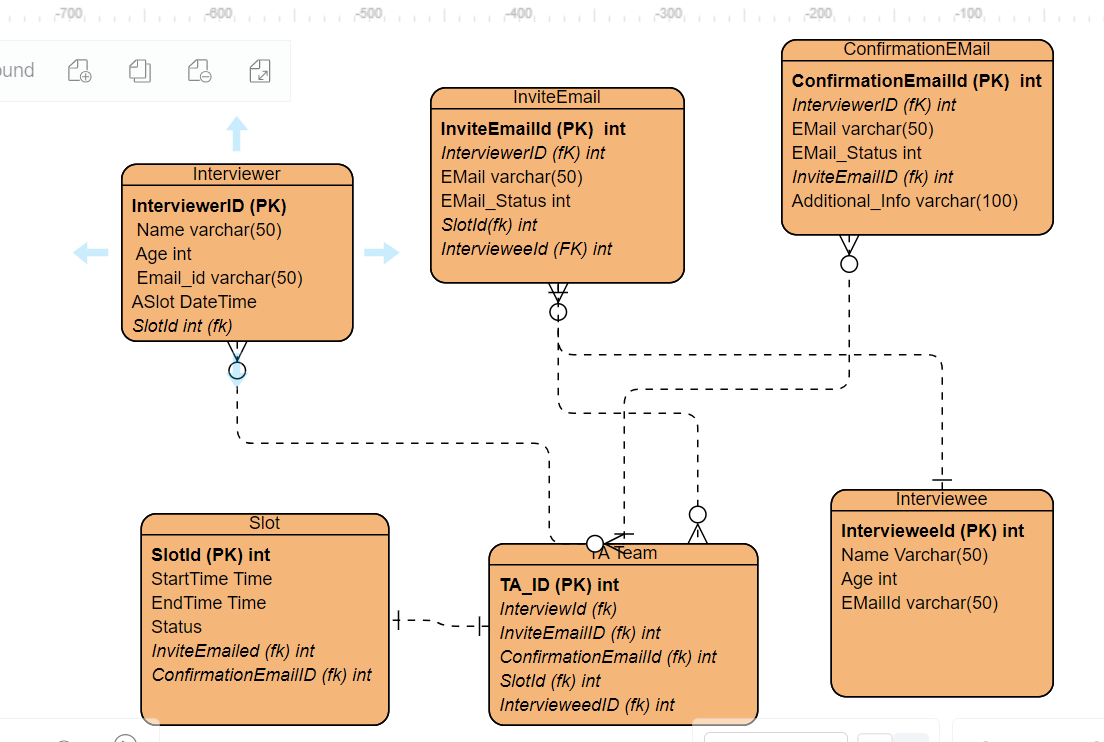 -700
-600
-500
-400
-300
-200
-100
ound
ConfirmationEMail
ConfirmationEmailId (PK)  int
InterviewerID (fK) int
EMail varchar(50)
EMail_Status int
InviteEmailID (fk) int
Additional_Info varchar(100)
InviteEmail
InviteEmailId (PK)  int
InterviewerID (fK) int
EMail varchar(50)
EMail_Status int
SlotId(fk) int
IntervieweeId (FK) int
Interviewer
InterviewerID (PK)
Name varchar(50)
Age int
Email_id varchar(50)
ASlot DateTime
SlotId int (fk)
Slot
SlotId (PK) int
StartTime Time
EndTime Time
Status
InviteEmailed (fk) int
ConfirmationEmailID (fk) int
TA Team
TA_ID (PK) int
InterviewId (fk)
InviteEmailID (fk) int
ConfirmationEmailId (fk) int
SlotId (fk) int
IntervieweedID (fk) int
Interviewee
IntervieweeId (PK) int
Name Varchar(50)
Age int
EMailId varchar(50)